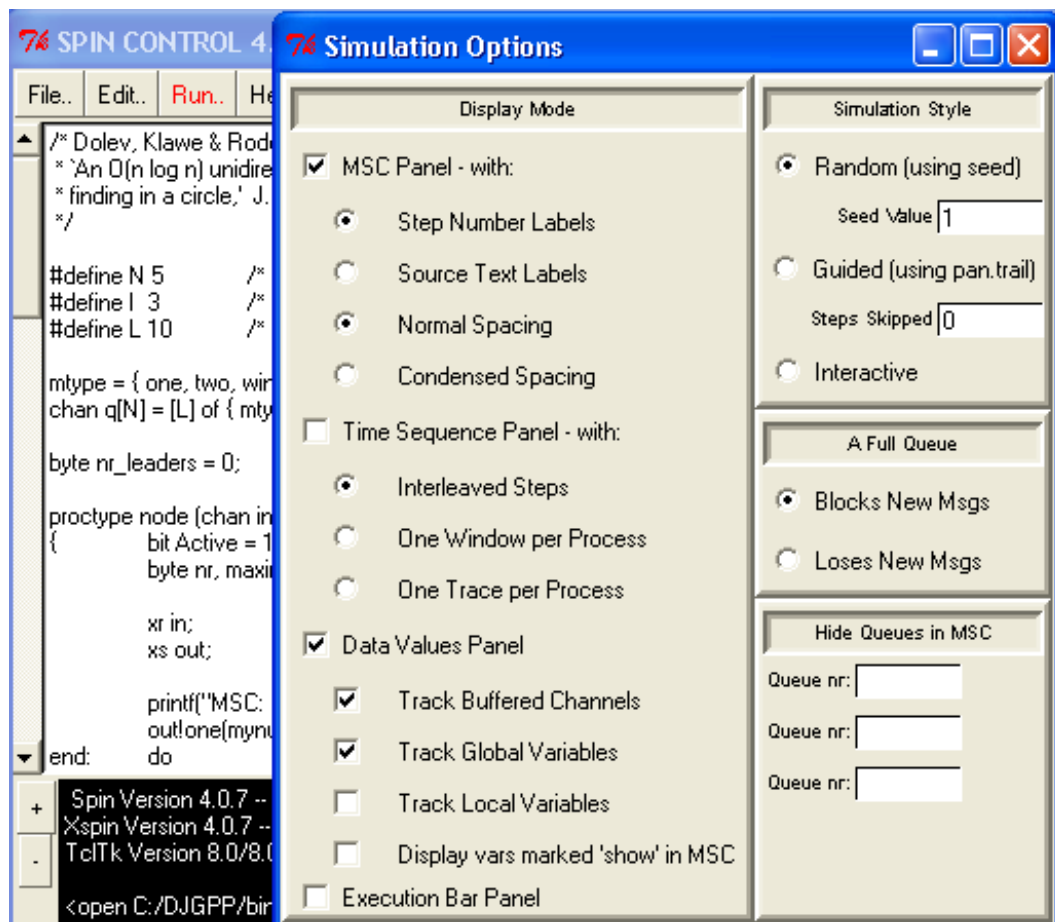 SPIN CONTROL 4.
File.. Edit.. Run.. He
/* Dolev, Klawe & Rode
* `An O(n log n) unidire
* finding in a circle,' J.
*/
#define N 5 /*
#define I 3 /*
#define L 10 /*
mtype = { one, two, win
chan q[N] = [L] of { mty
byte nr_leaders = 0;
proctype node (chan in
{ bit Active = 1
byte nr, maxi
xr in;
xs out;
printf("MSC:
out!one(mynu
end: do
+
-
Spin Version 4.0.7 --
Xspin Version 4.0.7 --
TclTk Version 8.0/8.0
<open C:/DJGPP/bin
Simulation Options
Display Mode
MSC Panel - with:
Step Number Labels
Source Text Labels
Normal Spacing
Condensed Spacing
Time Sequence Panel - with:
Interleaved Steps
One Window per Process
One Trace per Process
Data Values Panel
Track Buffered Channels
Track Global Variables
Track Local Variables
Display vars marked 'show' in MSC
Execution Bar Panel
Simulation Style
Random (using seed)
Seed Value 1
Guided (using pan.trail)
Steps Skipped 0
Interactive
A Full Queue
Blocks New Msgs
Loses New Msgs
Hide Queues in MSC
Queue nr:
Queue nr:
Queue nr: